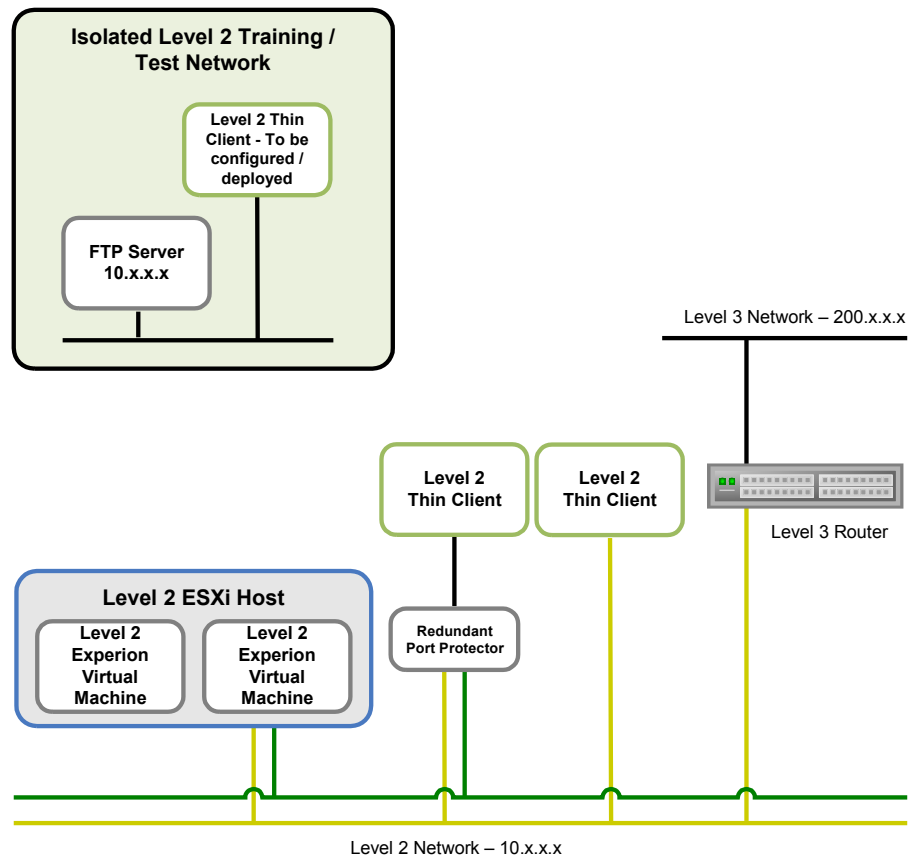 Isolated Level 2 Training /
Test Network
Level 2 Thin
Client - To be
configured /
deployed
FTP Server
10.x.x.x
Level 3 Network – 200.x.x.x
Level 2
Thin Client
Level 2
Thin Client
Level 3 Router
Level 2 ESXi Host
Level 2
Experion
Virtual
Machine
Level 2
Experion
Virtual
Machine
Redundant
Port Protector
Level 2 Network – 10.x.x.x